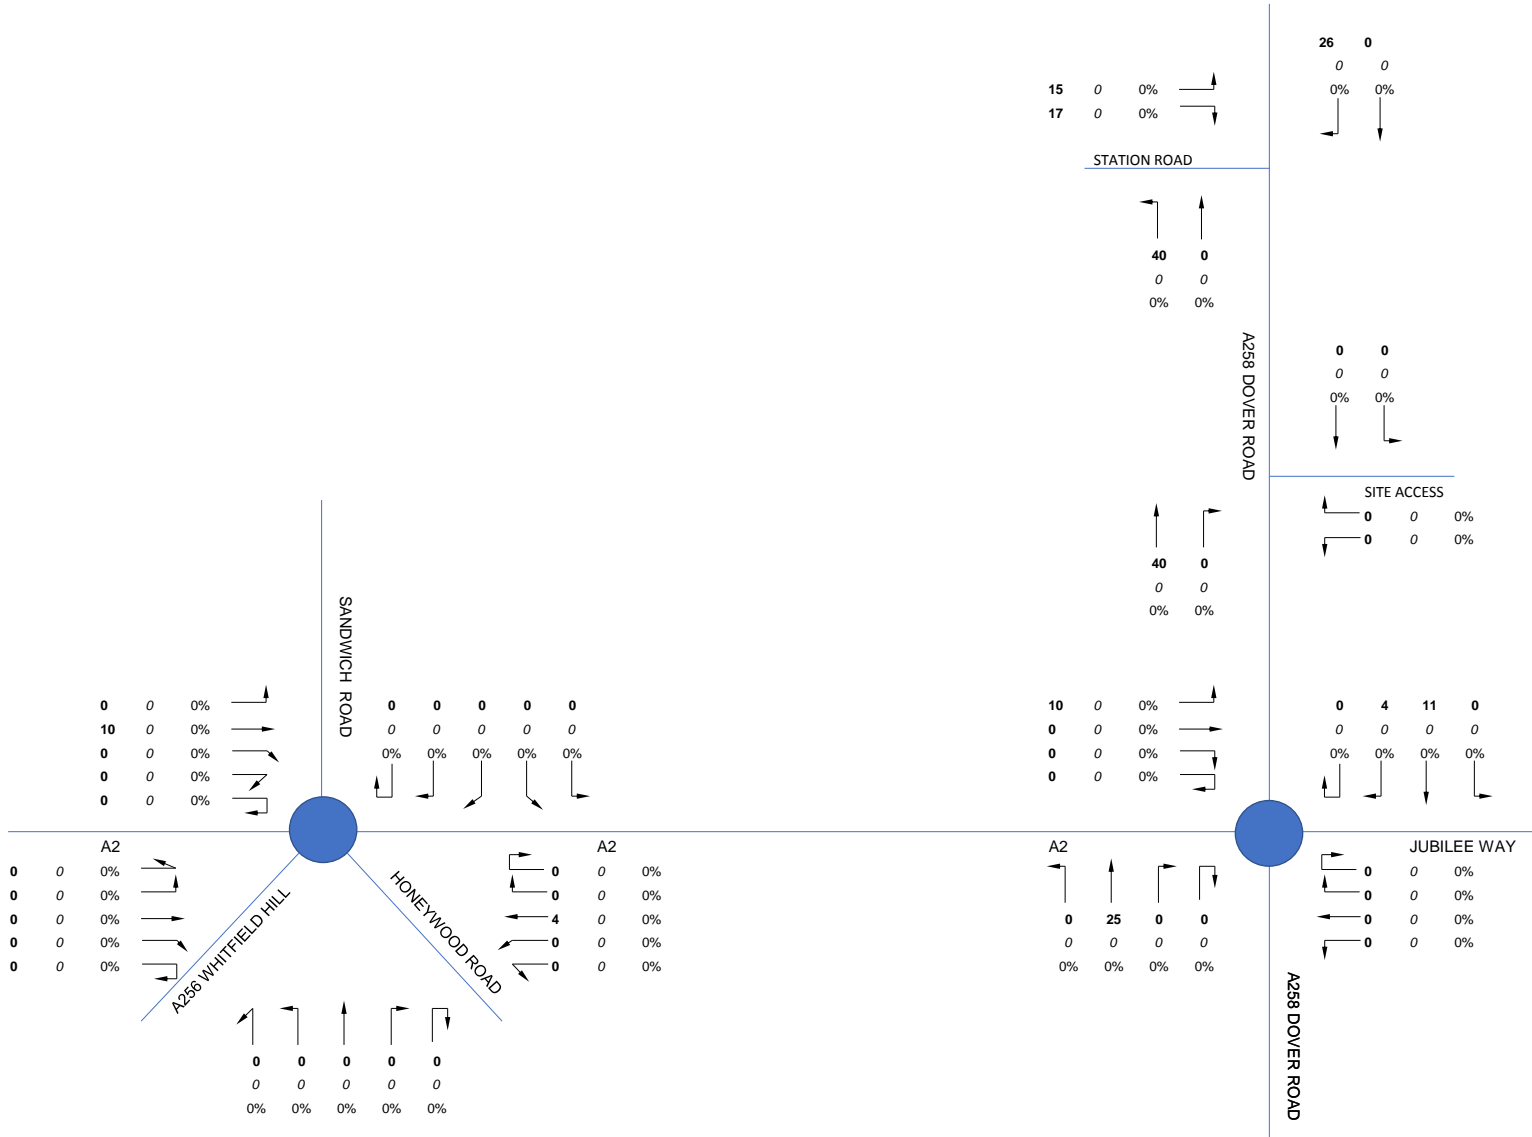 26 0
0 0
0% 0%
15 0 0%
17 0 0%
STATION ROAD
40 0
0 0
0% 0%
A258 DOVER ROAD
0 0
0 0
0% 0%
SITE ACCESS
0 0 0%
0 0 0%
40 0
0 0
0% 0%
SANDWICH ROAD
0 0 0%
10 0 0%
0 0 0%
0 0 0%
0 0 0%
0 0 0 0 0
0 0 0 0 0
0% 0% 0% 0% 0%
10 0 0%
0 0 0%
0 0 0%
0 0 0%
0 4 11 0
0 0 0 0
0% 0% 0% 0%
A2
0 0 0%
0 0 0%
0 0 0%
0 0 0%
0 0 0%
A256 WHITFIELD HILL
HONEYWOOD ROAD
A2
0 0 0%
0 0 0%
4 0 0%
0 0 0%
0 0 0%
0 0 0 0 0
0 0 0 0 0
0% 0% 0% 0% 0%
A2
0 25 0 0
0 0 0 0
0% 0% 0% 0%
JUBILEE WAY
0 0 0%
0 0 0%
0 0 0%
0 0 0%
A258 DOVER ROAD